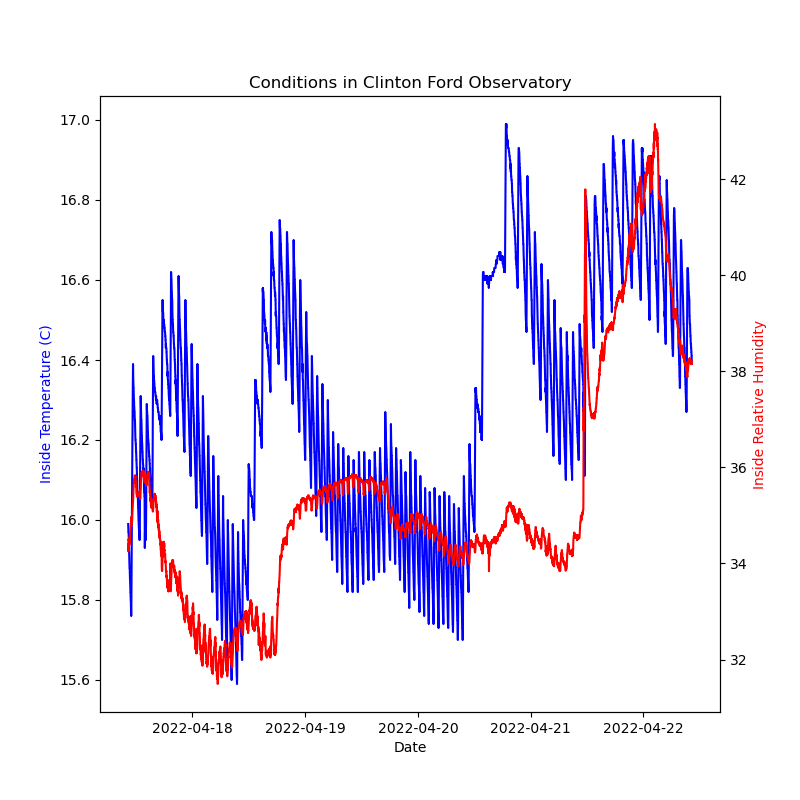 Conditions in Clinton Ford Observatory
17.0
16.8
16.6
16.4
16.2
16.0
15.8
15.6
Inside Temperature (C)
42
40
38
36
34
32
Inside Relative Humidity
2022-04-18 2022-04-19 2022-04-20 2022-04-21 2022-04-22
Date